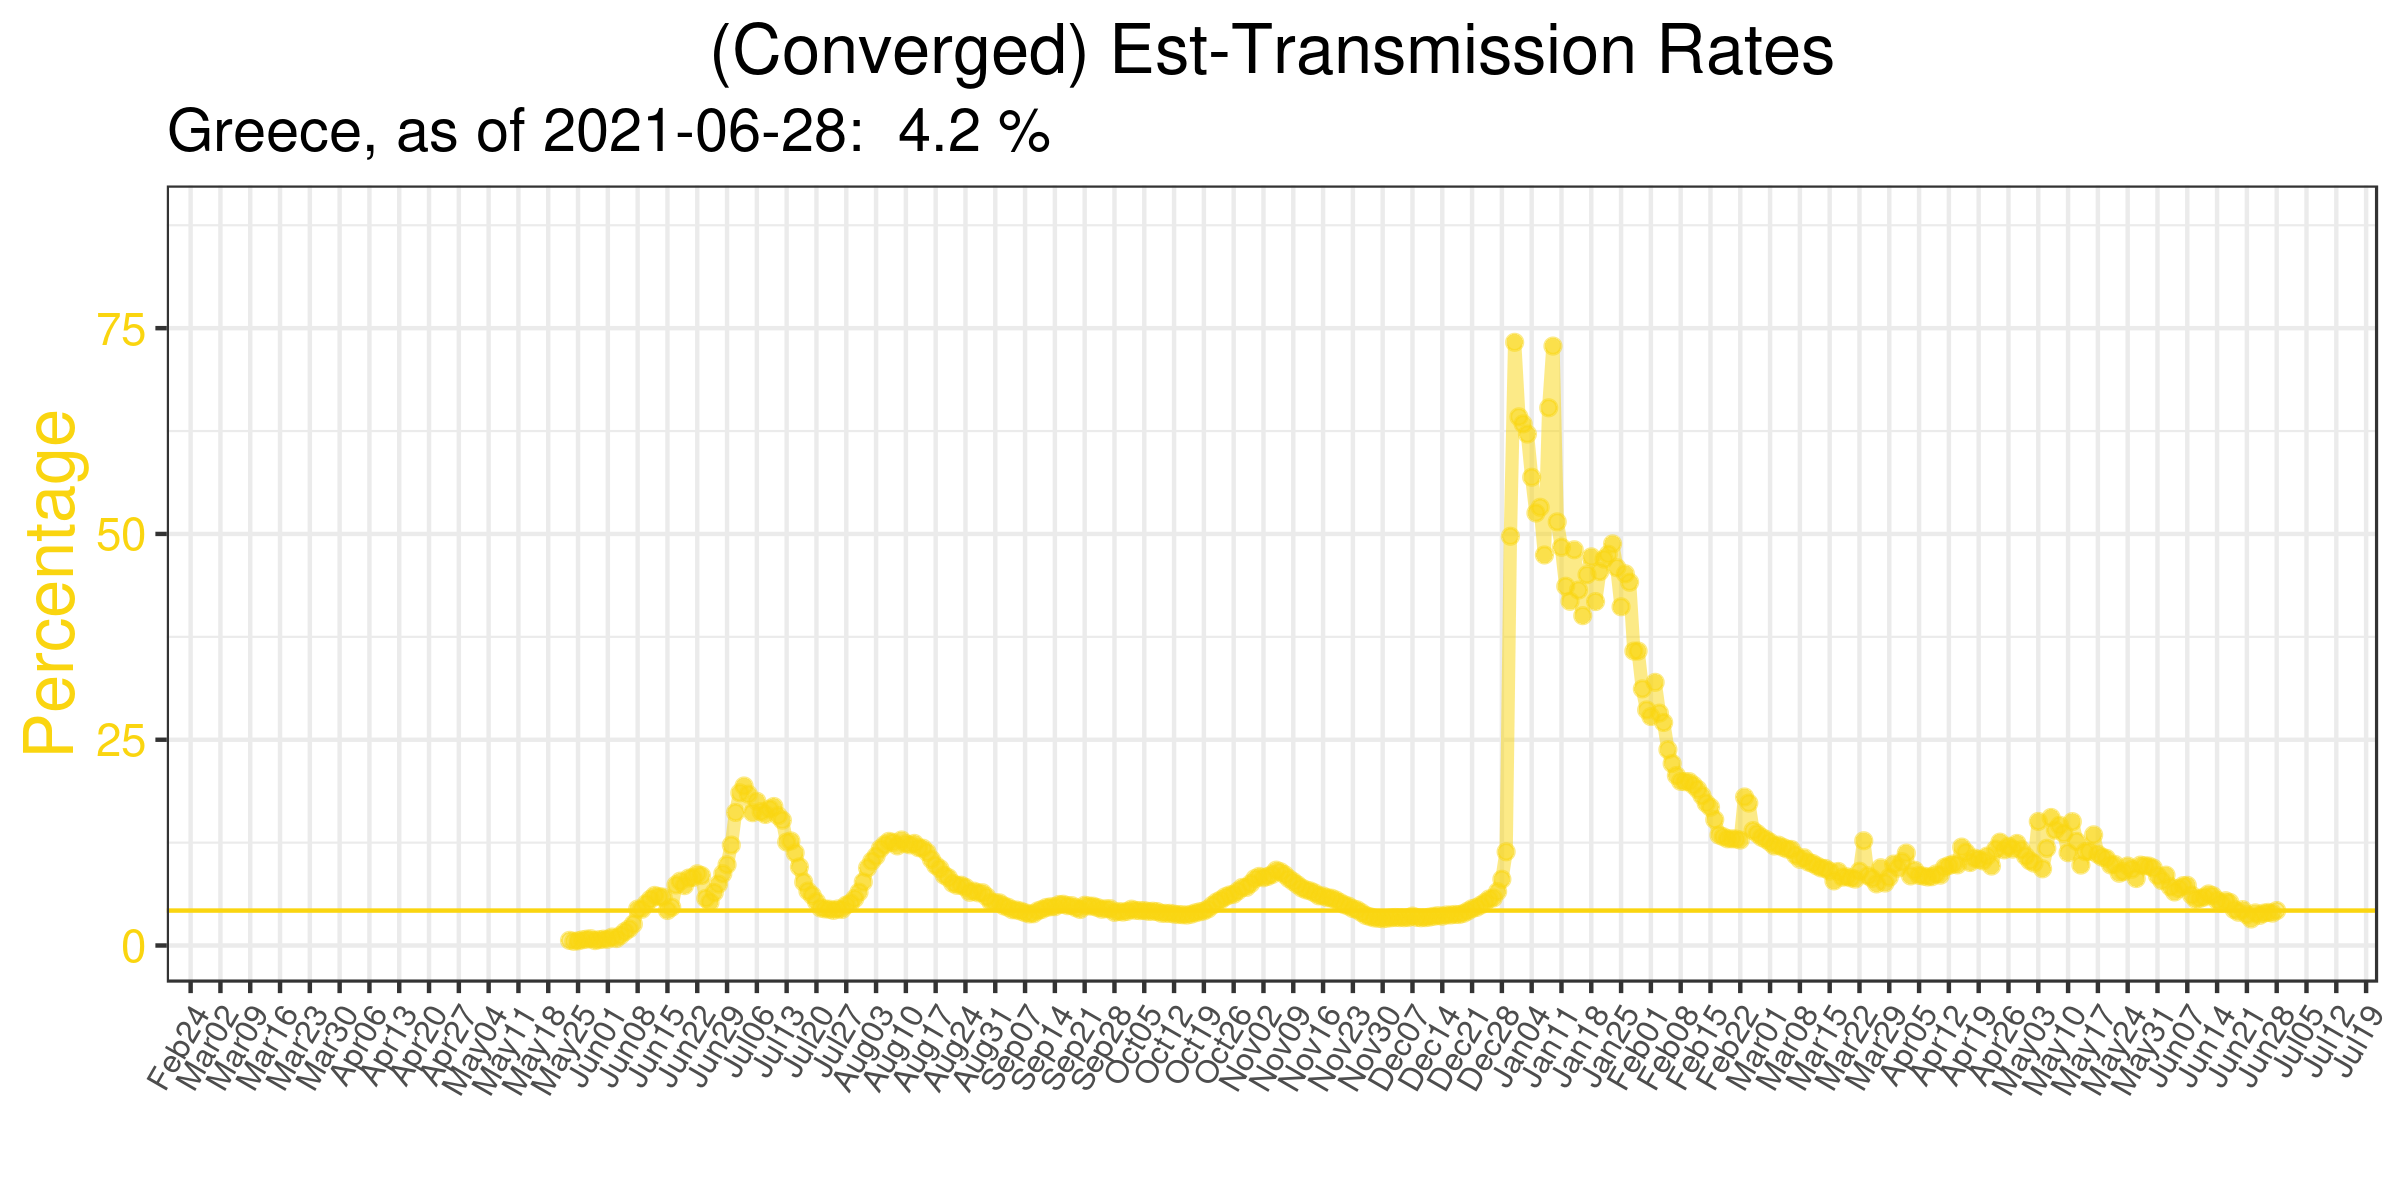 (Converged) Est-Transmission Rates
Greece, as of 2021-06-28:  4.2 %
Percentage
75
50
25
0
Feb24
Mar02
Mar09
Mar16
Mar23
Mar30
Apr06
Apr13
Apr20
Apr27
May04
May11
May18
May25
Jun01
Jun08
Jun15
Jun22
Jun29
Jul06
Jul13
Jul20
Jul27
Aug03
Aug10
Aug17
Aug24
Aug31
Sep07
Sep14
Sep21
Sep28
Oct05
Oct12
Oct19
Oct26
Nov02
Nov09
Nov16
Nov23
Nov30
Dec07
Dec14
Dec21
Dec28
Jan04
Jan11
Jan18
Jan25
Feb01
Feb08
Feb15
Feb22
Mar01
Mar08
Mar15
Mar22
Mar29
Apr05
Apr12
Apr19
Apr26
May03
May10
May17
May24
May31
Jun07
Jun14
Jun21
Jun28
Jul05
Jul12
Jul19